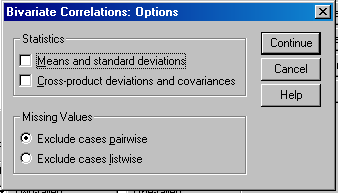 Bivariate Correlations: Options
Statistics
Means and standard deviations
Cross-product deviations and covariances
Missing Values
Exclude cases pairwise
Exclude cases listwise
Continue
Cancel
Help